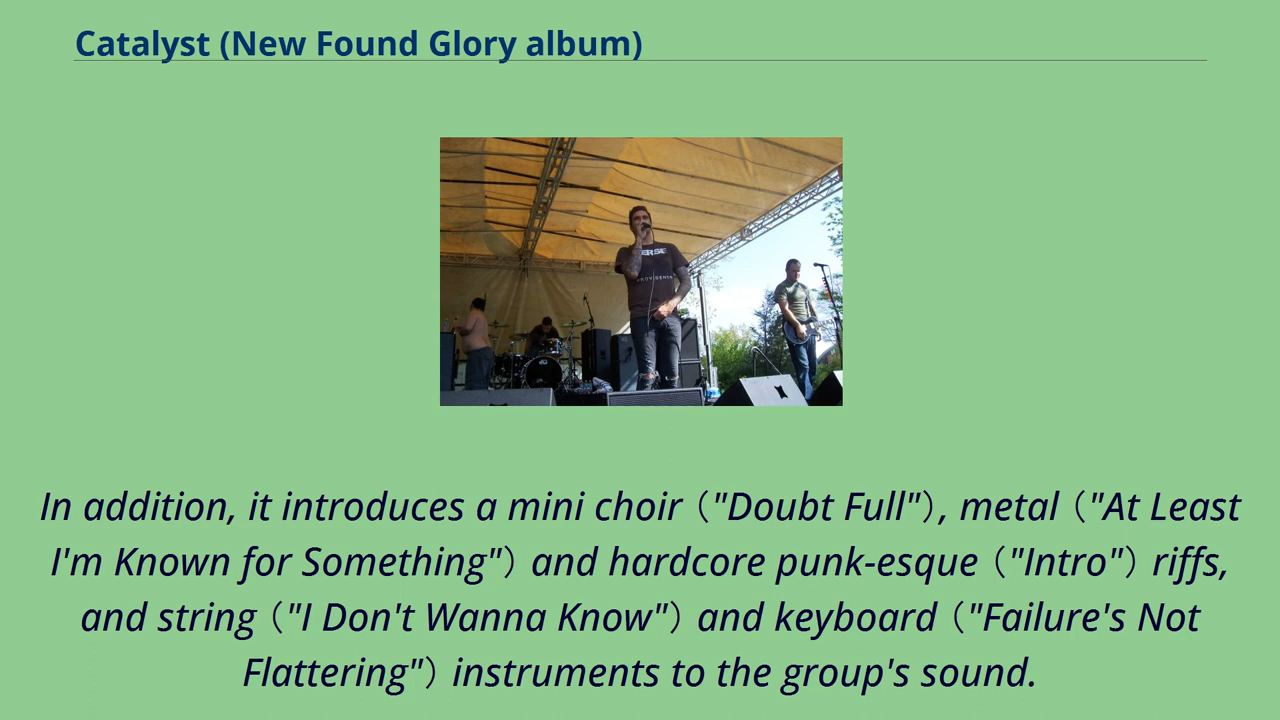 Catalyst (New Found Glory album)
VERSE
PROVIDENCE
In addition, it introduces a mini choir ("Doubt Full"), metal ("At Least
I'm Known for Something") and hardcore punk-esque ("Intro") riffs,
and string ("I Don't Wanna Know") and keyboard ("Failure's Not
Flattering") instruments to the group's sound.